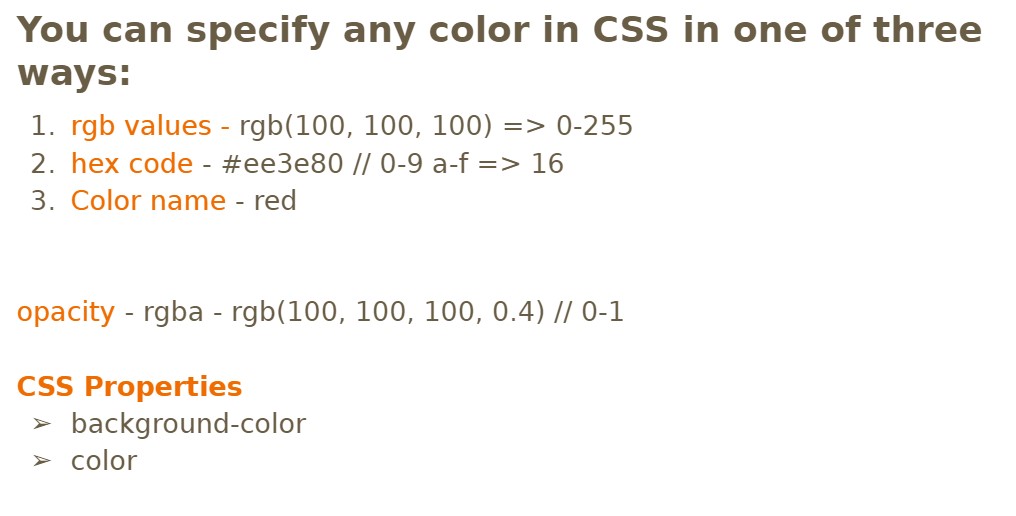 You can specify any color in CSS in one of three
ways:
1. rgb values - rgb(100, 100, 100) => 0-255
2. hex code - #ee3e80 // 0-9 a-f => 16
3. Color name - red
opacity - rgba - rgb(100, 100, 100, 0.4) // 0-1
CSS Properties
➢ background-color
➢ color